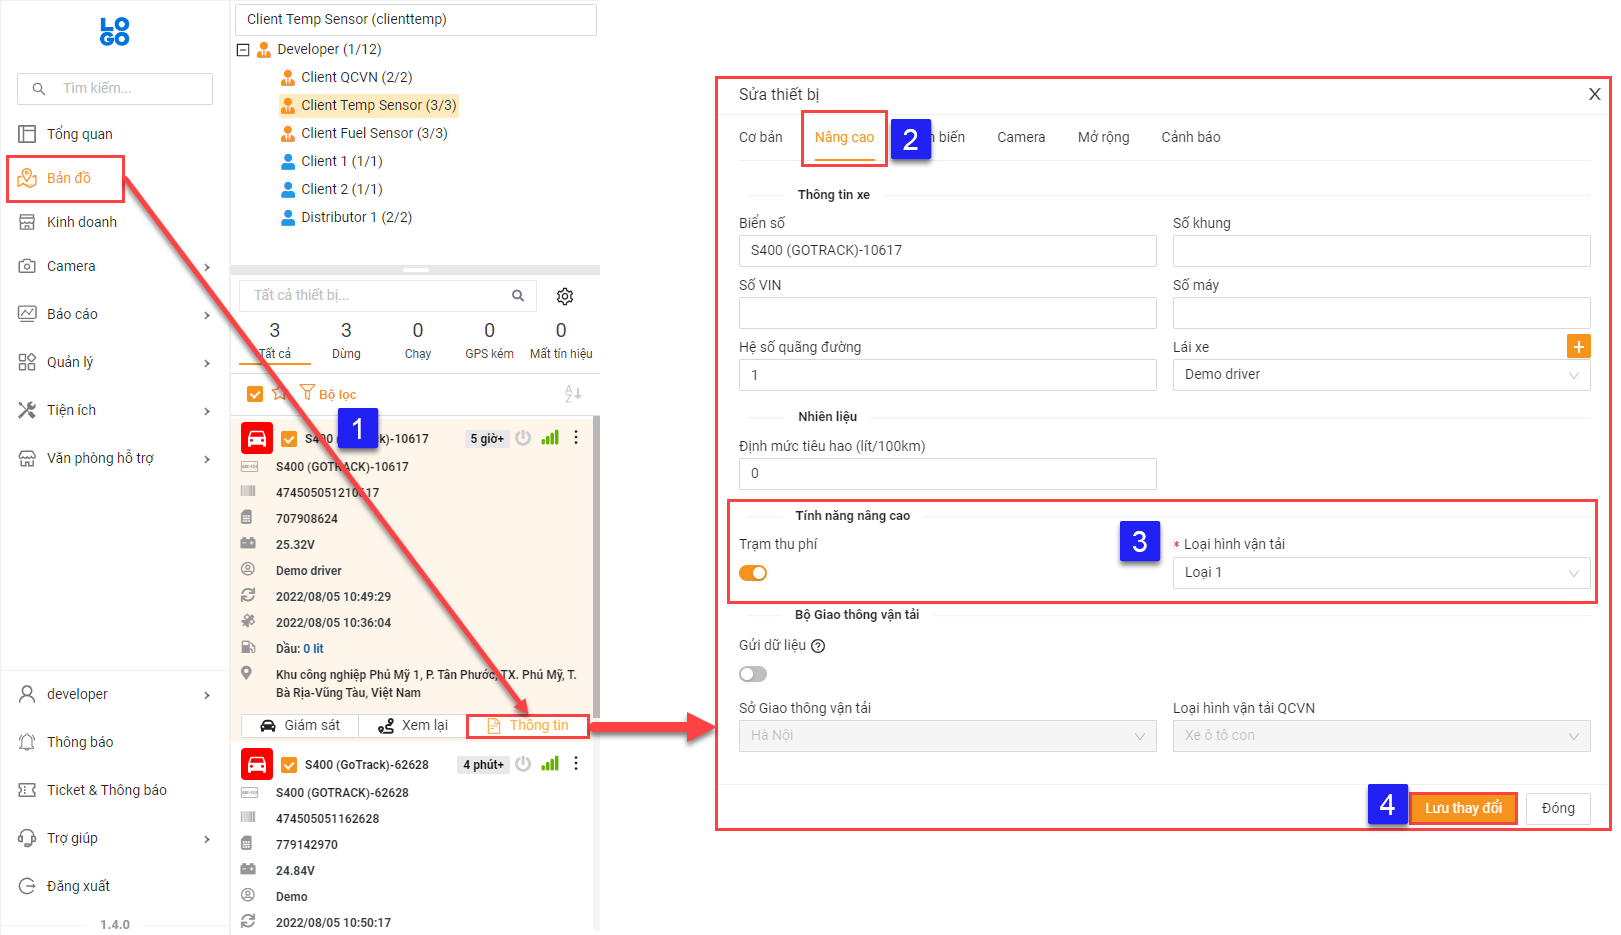 LO
GO
Tìm kiếm...
Tổng quan
Bản đồ
Kinh doanh
Camera
Báo cáo
Quản lý
Tiện ích
Văn phòng hỗ trợ
developer
Thông báo
Ticket & Thông báo
Trợ giúp
Đăng xuất
1.4.0
Client Temp Sensor (clienttemp)
Developer (1/12)
Client QCVN (2/2)
Client Temp Sensor (3/3)
Client Fuel Sensor (3/3)
Client 1 (1/1)
Client 2 (1/1)
Distributor 1 (2/2)
Tất cả thiết bị...
3 3 0 0 0
Tất cả Dừng Chạy GPS kém Mất tín hiệu
Bộ lọc
1
S400 k)-10617 5 giờ+
S400 (GOTRACK)-10617
474505051210617
707908624
25.32V
Demo driver
2022/08/05 10:49:29
2022/08/05 10:36:04
Dầu: 0 lít
Khu công nghiệp Phú Mỹ 1, P. Tân Phước, TX. Phú Mỹ, T.
Bà Rịa-Vũng Tàu, Việt Nam
Giám sát Xem lại Thông tin
S400 (GoTrack)-62628 4 phút+
S400 (GOTRACK)-62628
474505051162628
779142970
24.84V
Demo
2022/08/05 10:50:17
Sửa thiết bị X
Cơ bản Nâng cao 2 biến Camera Mở rộng Cảnh báo
Thông tin xe
Biển số Số khung
S400 (GOTRACK)-10617
Số VIN Số máy
Hệ số quãng đường Lái xe
1 Demo driver
Nhiên liệu
Định mức tiêu hao (lít/100km)
0
Tính năng nâng cao
Trạm thu phí 3 * Loại hình vận tải
Loại 1
Bộ Giao thông vận tải
Gửi dữ liệu
Sở Giao thông vận tải Loại hình vận tải QCVN
Hà Nội Xe ô tô con
4 Lưu thay đổi Đóng